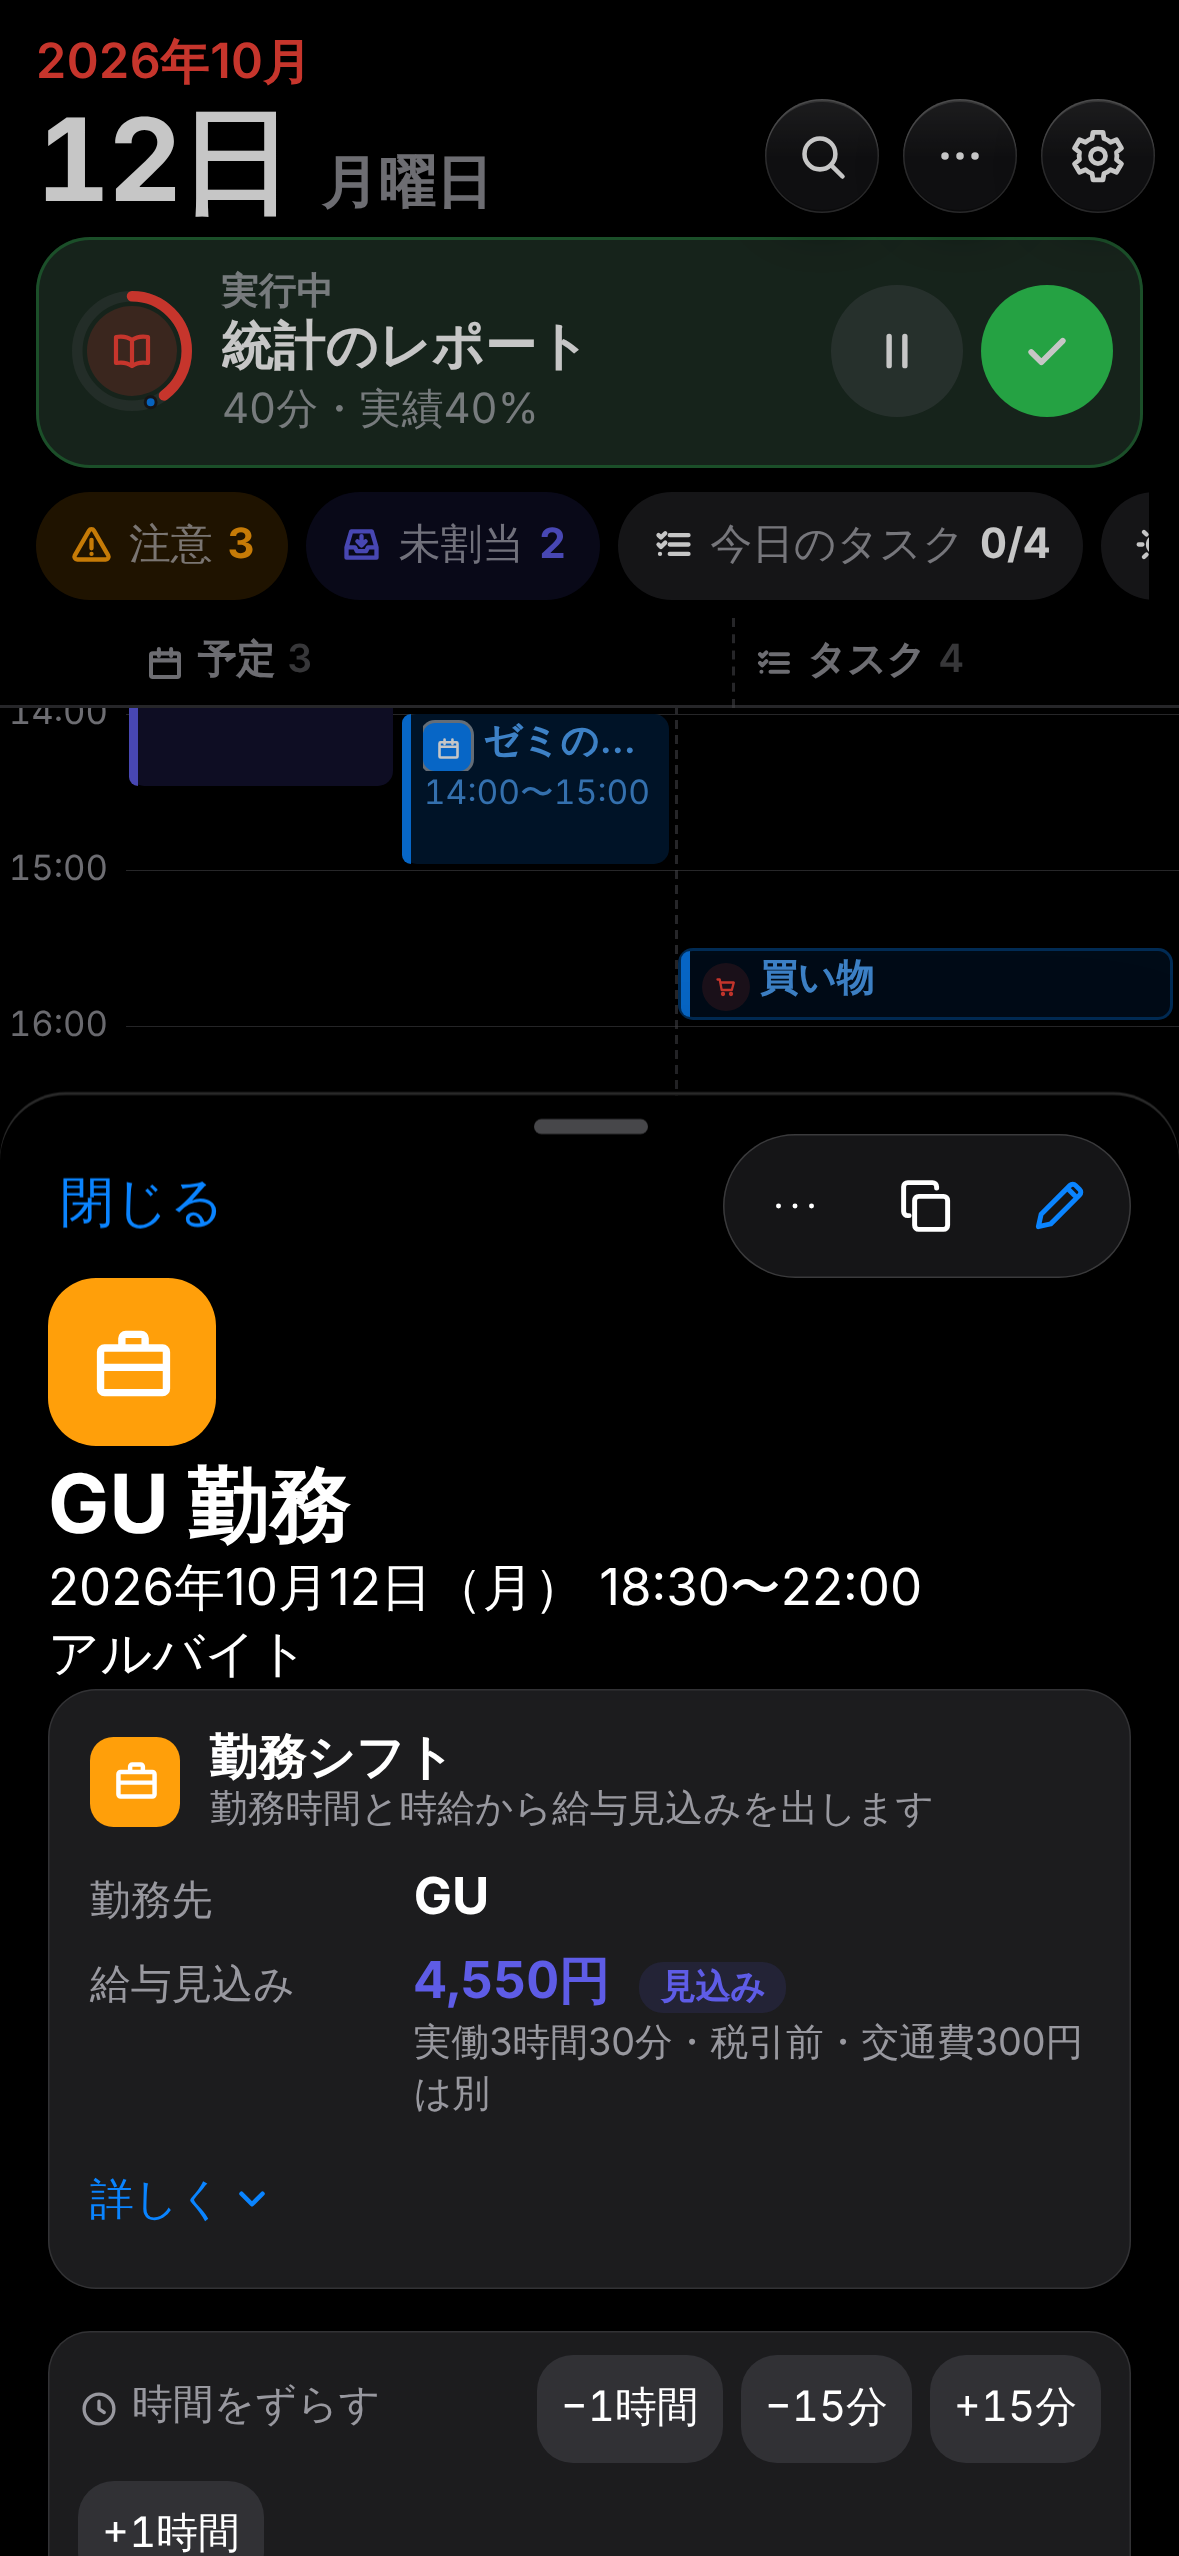 2026年10月
12日 月曜日
実行中
統計のレポート
40分・実績40%
注意 3
未割当 2
今日のタスク 0/4
予定 3
タスク 4
14:00
ゼミの…
14:00〜15:00
15:00
買い物
16:00
閉じる
GU 勤務
2026年10月12日（月） 18:30〜22:00
アルバイト
勤務シフト
勤務時間と時給から給与見込みを出します
勤務先 GU
給与見込み 4,550円 見込み
実働3時間30分・税引前・交通費300円
は別
詳しく
時間をずらす −1時間 −15分 +15分
+1時間